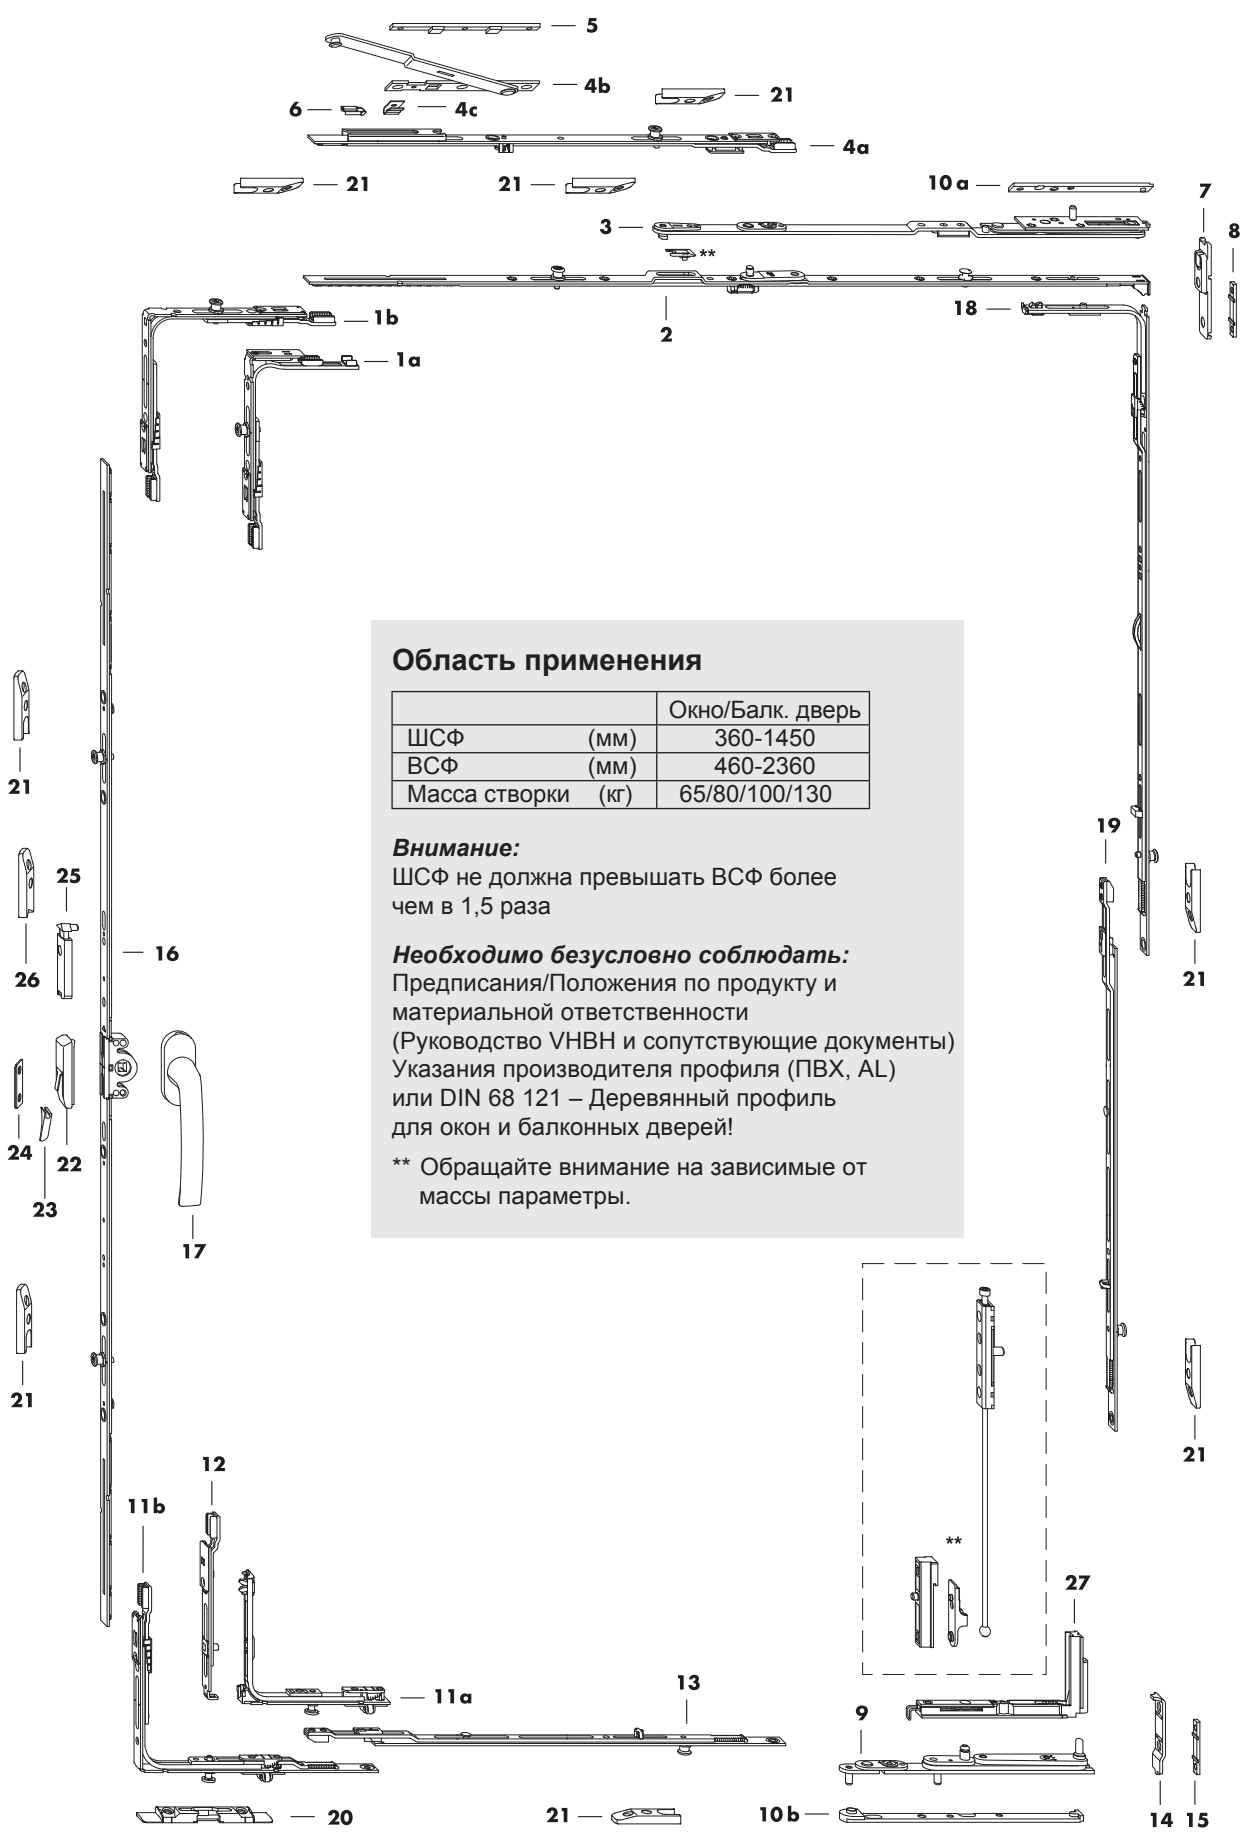 5
4b
21
6
4c
4a
21
21
10a
7
3
**
8
1b
2
18
1a
Область применения
Окно/Балк. дверь
ШСФ (мм) 360-1450
ВСФ (мм) 460-2360
Масса створки (кг) 65/80/100/130
Внимание:
ШСФ не должна превышать ВСФ более
чем в 1,5 раза
Необходимо безусловно соблюдать:
Предписания/Положения по продукту и
материальной ответственности
(Руководство VHBH и сопутствующие документы)
Указания производителя профиля (ПВХ, AL)
или DIN 68 121 – Деревянный профиль
для окон и балконных дверей!
** Обращайте внимание на зависимые от
массы параметры.
21
19
25
26
16
21
24
22
23
17
21
21
12
11b
**
27
11a
13
9
20
21
10b
14
15